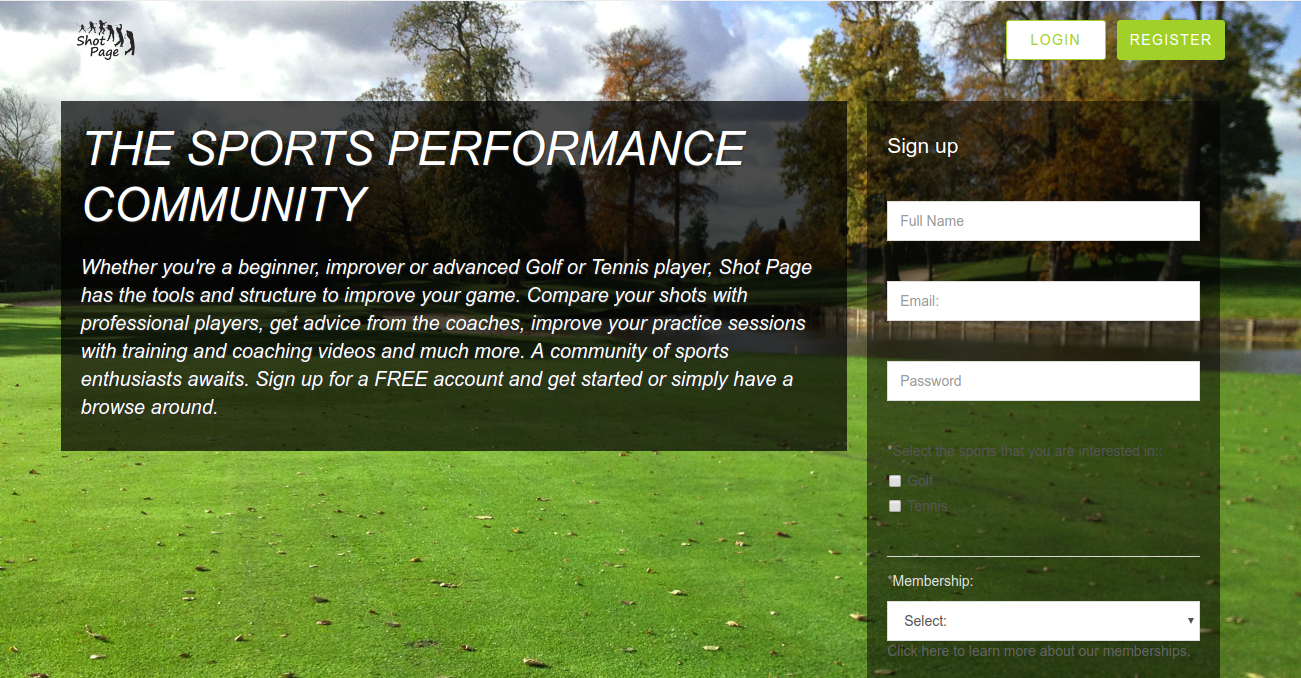 Shot
Page
LOGIN
REGISTER
THE SPORTS PERFORMANCE
COMMUNITY
Whether you're a beginner, improver or advanced Golf or Tennis player, Shot Page
has the tools and structure to improve your game. Compare your shots with
professional players, get advice from the coaches, improve your practice sessions
with training and coaching videos and much more. A community of sports
enthusiasts awaits. Sign up for a FREE account and get started or simply have a
browse around.
Sign up
Full Name
Email:
Password
*Select the sports that you are interested in::
Golf
Tennis
*Membership:
Select:
Click here to learn more about our memberships.